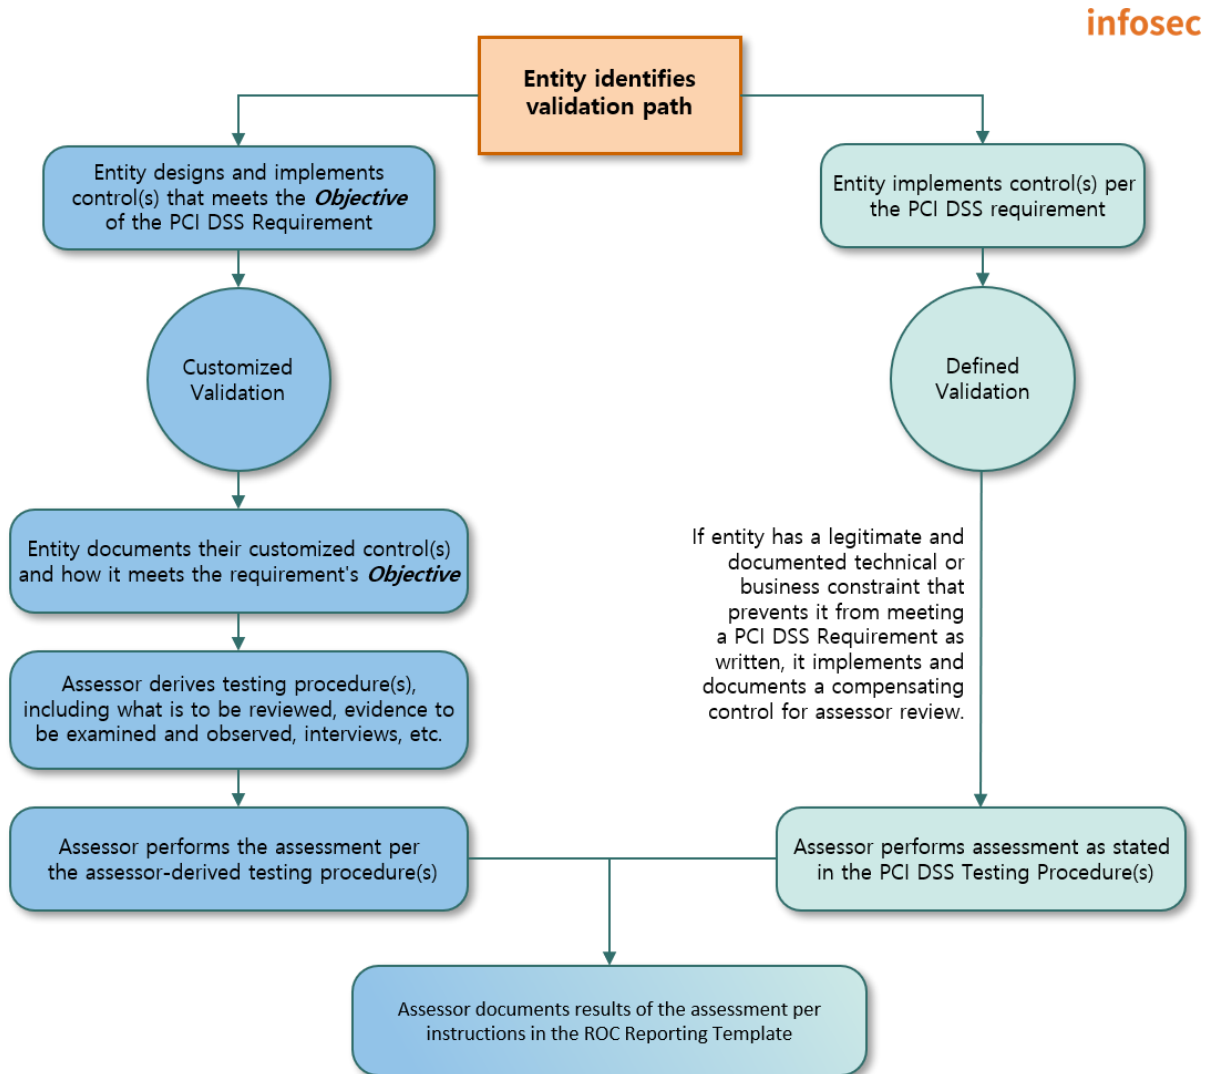 infosec
Entity identifies
validation path
Entity designs and implements
control(s) that meets the Objective
of the PCI DSS Requirement
Entity implements control(s) per
the PCI DSS requirement
Customized
Validation
Defined
Validation
Entity documents their customized control(s)
and how it meets the requirement's Objective
If entity has a legitimate and
documented technical or
business constraint that
prevents it from meeting
a PCI DSS Requirement as
written, it implements and
documents a compensating
control for assessor review.
Assessor derives testing procedure(s),
including what is to be reviewed, evidence to
be examined and observed, interviews, etc.
Assessor performs the assessment per
the assessor-derived testing procedure(s)
Assessor performs assessment as stated
in the PCI DSS Testing Procedure(s)
Assessor documents results of the assessment per
instructions in the ROC Reporting Template